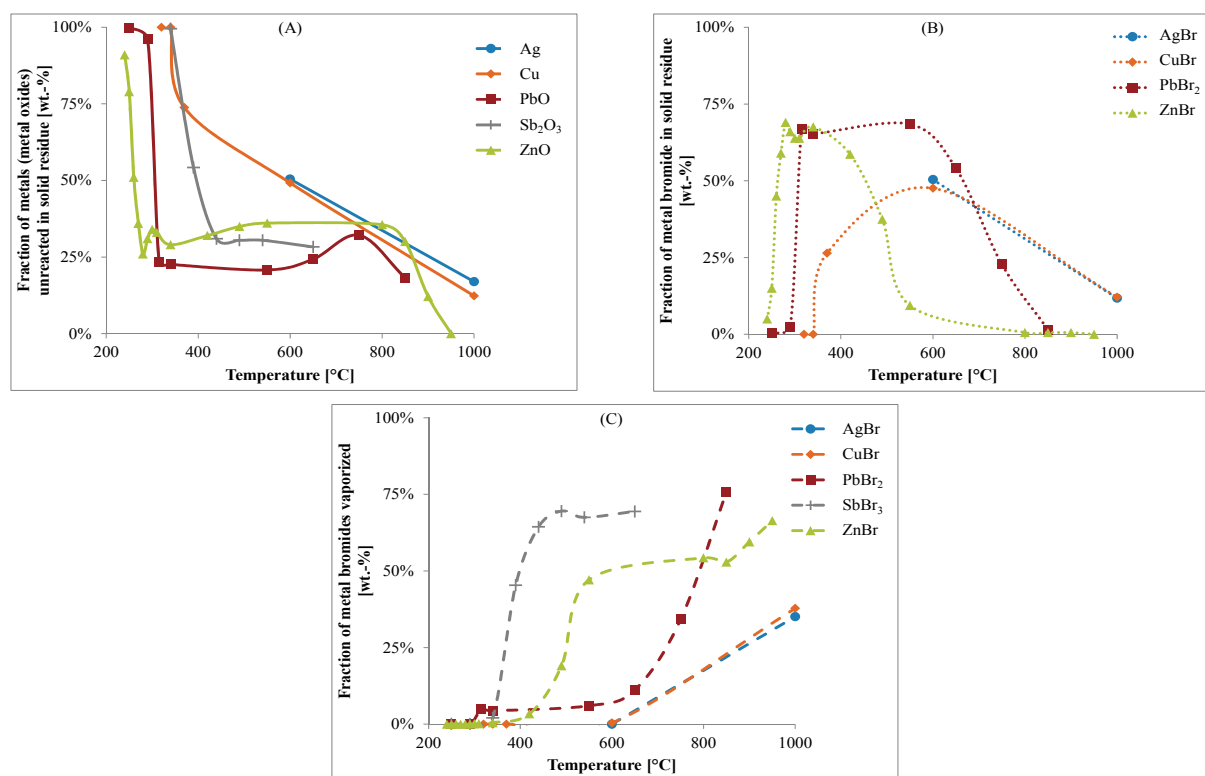 (A)
Fraction of metals (metal oxides)
unreacted in solid residue [wt.-%]
100%
75%
50%
25%
0%
200
400
600
800
1000
Temperature [°C]
Ag
Cu
PbO
Sb₂O₃
ZnO
(B)
Fraction of metal bromide in solid residue
[wt.-%]
100%
75%
50%
25%
0%
200
400
600
800
1000
Temperature [°C]
AgBr
CuBr
PbBr₂
ZnBr
(C)
Fraction of metal bromides vaporized
[wt.-%]
100%
75%
50%
25%
0%
200
400
600
800
1000
Temperature [°C]
AgBr
CuBr
PbBr₂
SbBr₃
ZnBr